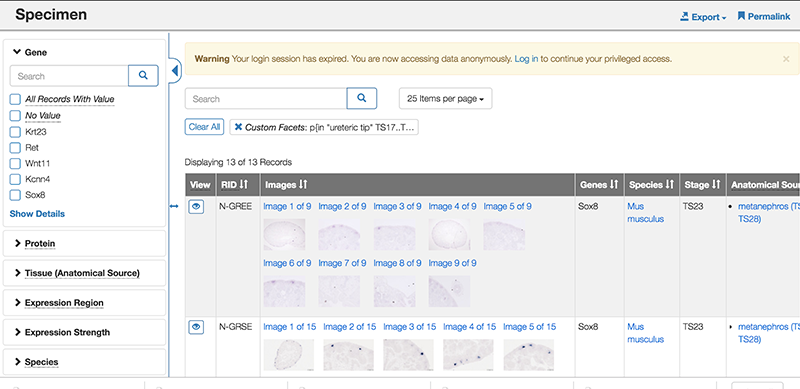 Specimen
Export
Permalink
Gene
Search
All Records With Value
No Value
Krt23
Ret
Wnt11
Kcnn4
Sox8
Show Details
Protein
Tissue (Anatomical Source)
Expression Region
Expression Strength
Species
Warning Your login session has expired. You are now accessing data anonymously. Log in to continue your privileged access.
Search
25 Items per page
Clear All
Custom Facets: p{in "ureteric tip" TS17..T...
Displaying 13 of 13 Records
View RID Images Genes Species Stage Anatomical Sour
N-GREE Image 1 of 9 Image 2 of 9 Image 3 of 9 Image 4 of 9 Image 5 of 9 Sox8 Mus TS23 metanephros (TS
musculus TS28)
Image 6 of 9 Image 7 of 9 Image 8 of 9 Image 9 of 9
N-GRSE Image 1 of 15 Image 2 of 15 Image 3 of 15 Image 4 of 15 Image 5 of 15 Sox8 Mus TS23 metanephros (TS
musculus TS28)